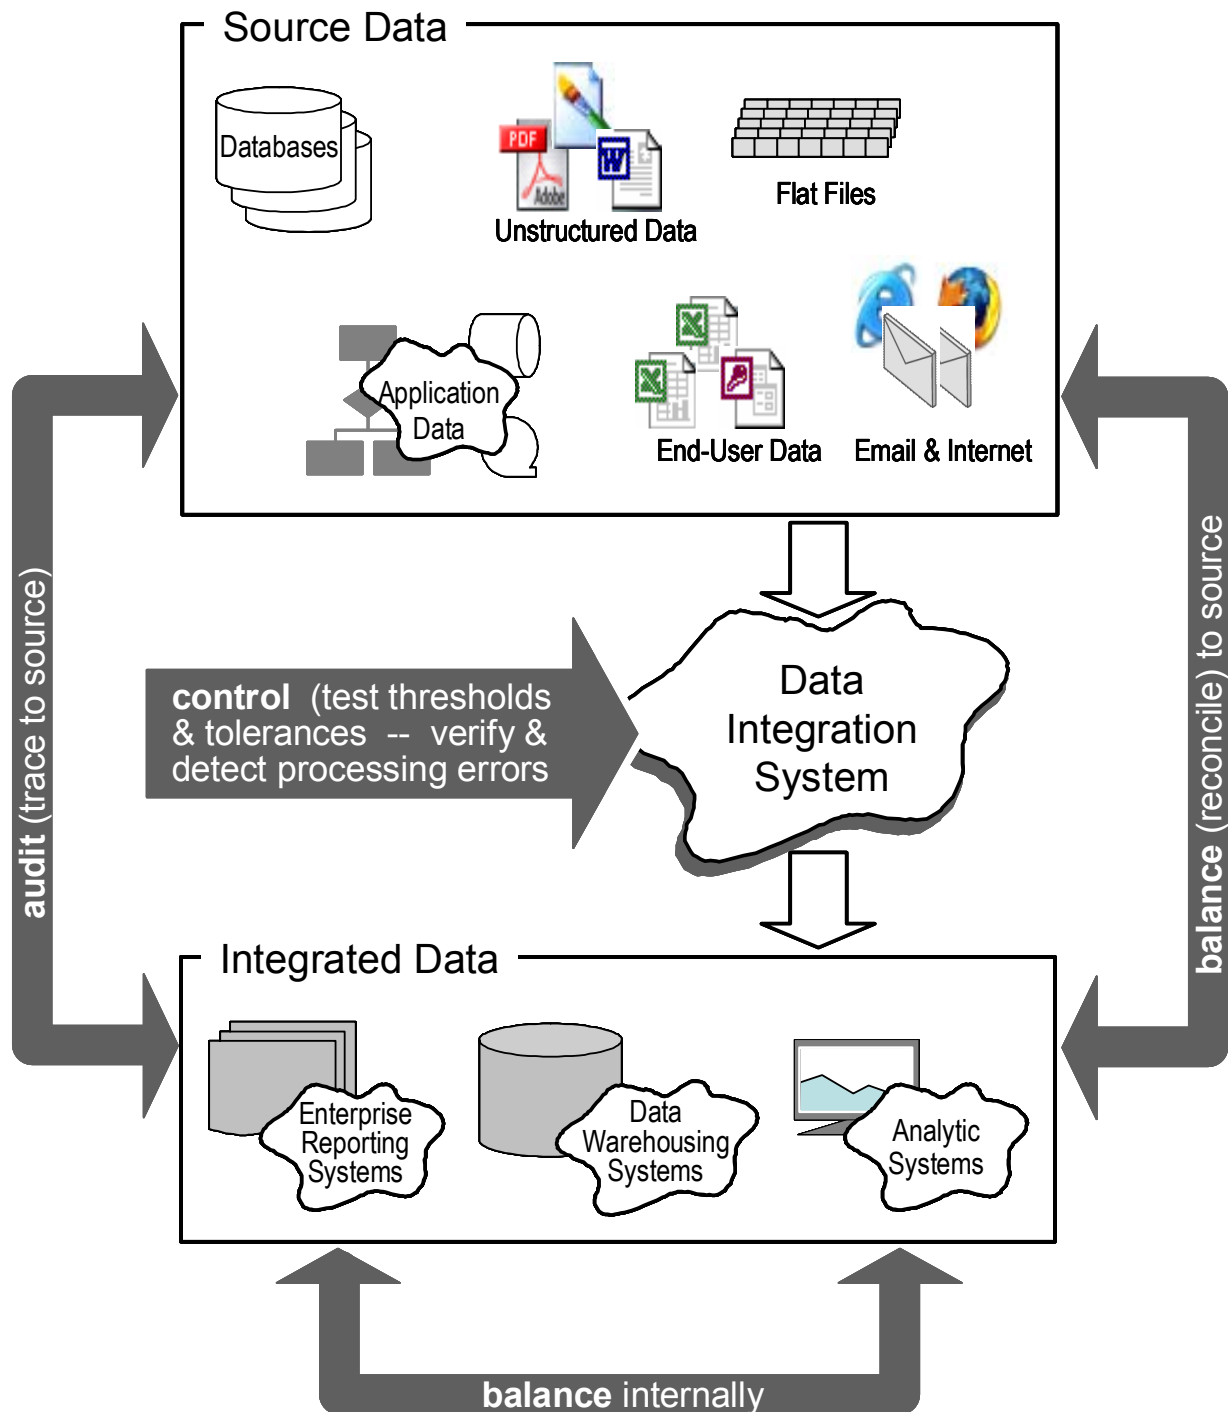 Source Data
Databases
PDF
Adobe
W
Unstructured Data
Flat Files
Application
Data
End-User Data
Email & Internet
audit (trace to source)
balance (reconcile) to source
control (test thresholds
& tolerances -- verify &
detect processing errors
Data
Integration
System
Integrated Data
Enterprise
Reporting
Systems
Data
Warehousing
Systems
Analytic
Systems
balance internally